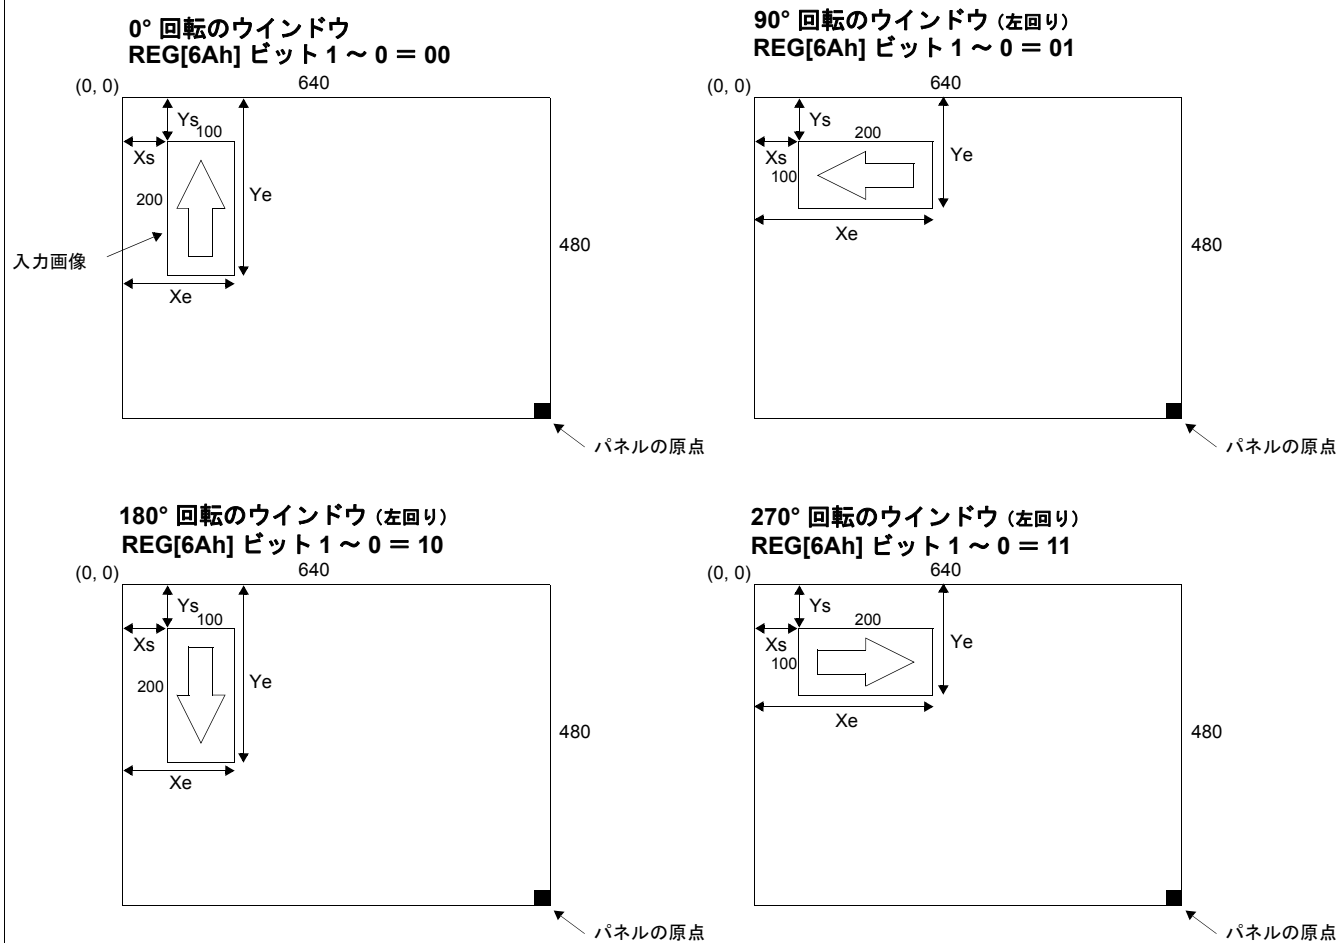 0° 回転のウインドウ
REG[6Ah] ビット 1 ～ 0 ＝ 00
(0, 0)
640
Ys
100
Xs
200
Ye
入力画像
Xe
480
パネルの原点
90° 回転のウインドウ（左回り）
REG[6Ah] ビット 1 ～ 0 ＝ 01
(0, 0)
640
Ys
200
Xs
100
Ye
Xe
480
パネルの原点
180° 回転のウインドウ（左回り）
REG[6Ah] ビット 1 ～ 0 ＝ 10
(0, 0)
640
Ys
100
Xs
200
Ye
Xe
480
パネルの原点
270° 回転のウインドウ（左回り）
REG[6Ah] ビット 1 ～ 0 ＝ 11
(0, 0)
640
Ys
200
Xs
100
Ye
Xe
480
パネルの原点